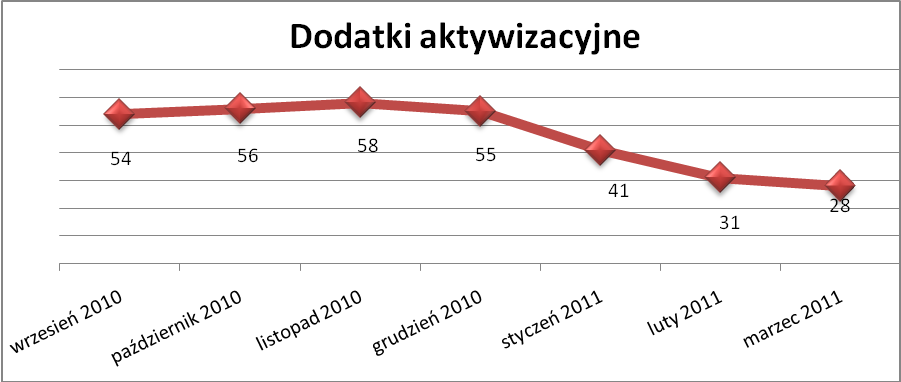 Dodatki aktywizacyjne
54
56
58
55
41
31
28
wrzesień 2010
październik 2010
listopad 2010
grudzień 2010
styczeń 2011
luty 2011
marzec 2011